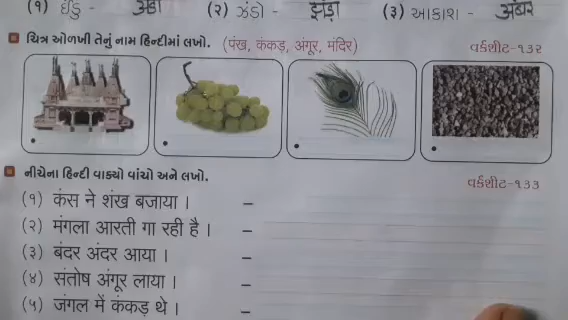 (૧) ઈંડું - अंडा (૨) ઝંડો - झंडा (૩) આકાશ -
ચિત્ર ઓળખી તેનું નામ હિન્દીમાં લખો. (पंख, कंकड़, अंगूर, मंदिर) વર્કશીટ-૧૩૨
નીચેના હિન્દી વાક્યો વાંચો અને લખો. વર્કશીટ-૧૩૩
(૧) कंस ने शंख बजाया । –
(૨) मंगला आरती गा रही है । –
(૩) बंदर अंदर आया । –
(૪) संतोष अंगूर लाया । –
(૫) जंगल में कंकड़ थे । –